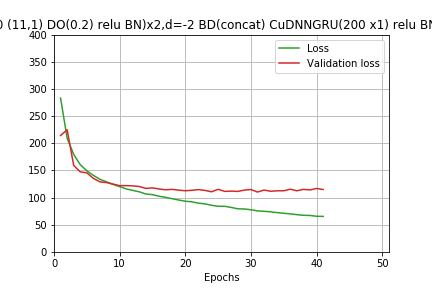 (11,1) DO(0.2) relu BN)x2,d=-2 BD(concat) CuDNNGRU(200 x1) relu BN
400
350
300
250
200
150
100
50
0
Loss
Validation loss
0 10 20 30 40 50
Epochs